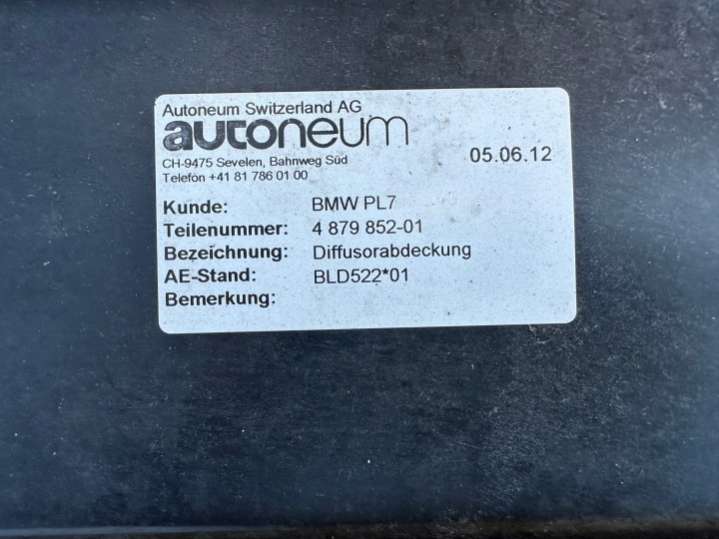 Autoneum Switzerland AG
autoneum
CH-9475 Sevelen, Bahnweg Süd
Telefon +41 81 786 01 00
05.06.12
Kunde: BMW PL7
Teilenummer: 4 879 852-01
Bezeichnung: Diffusorabdeckung
AE-Stand: BLD522*01
Bemerkung: